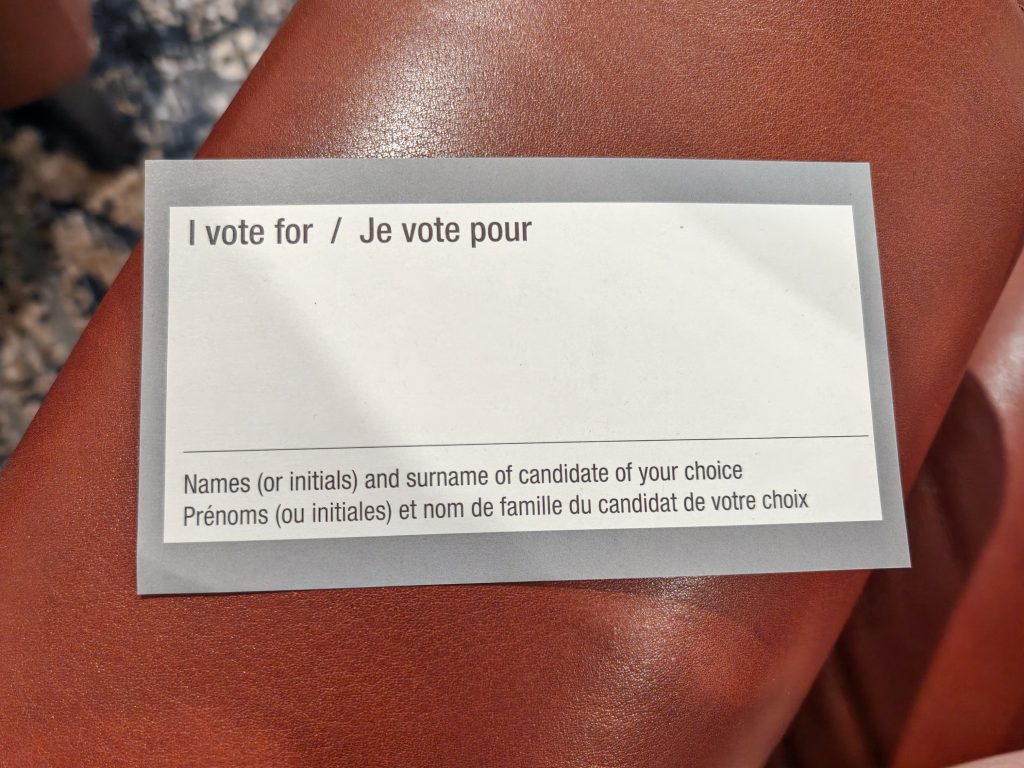 I vote for / Je vote pour
Names (or initials) and surname of candidate of your choice
Prénoms (ou initiales) et nom de famille du candidat de votre choix